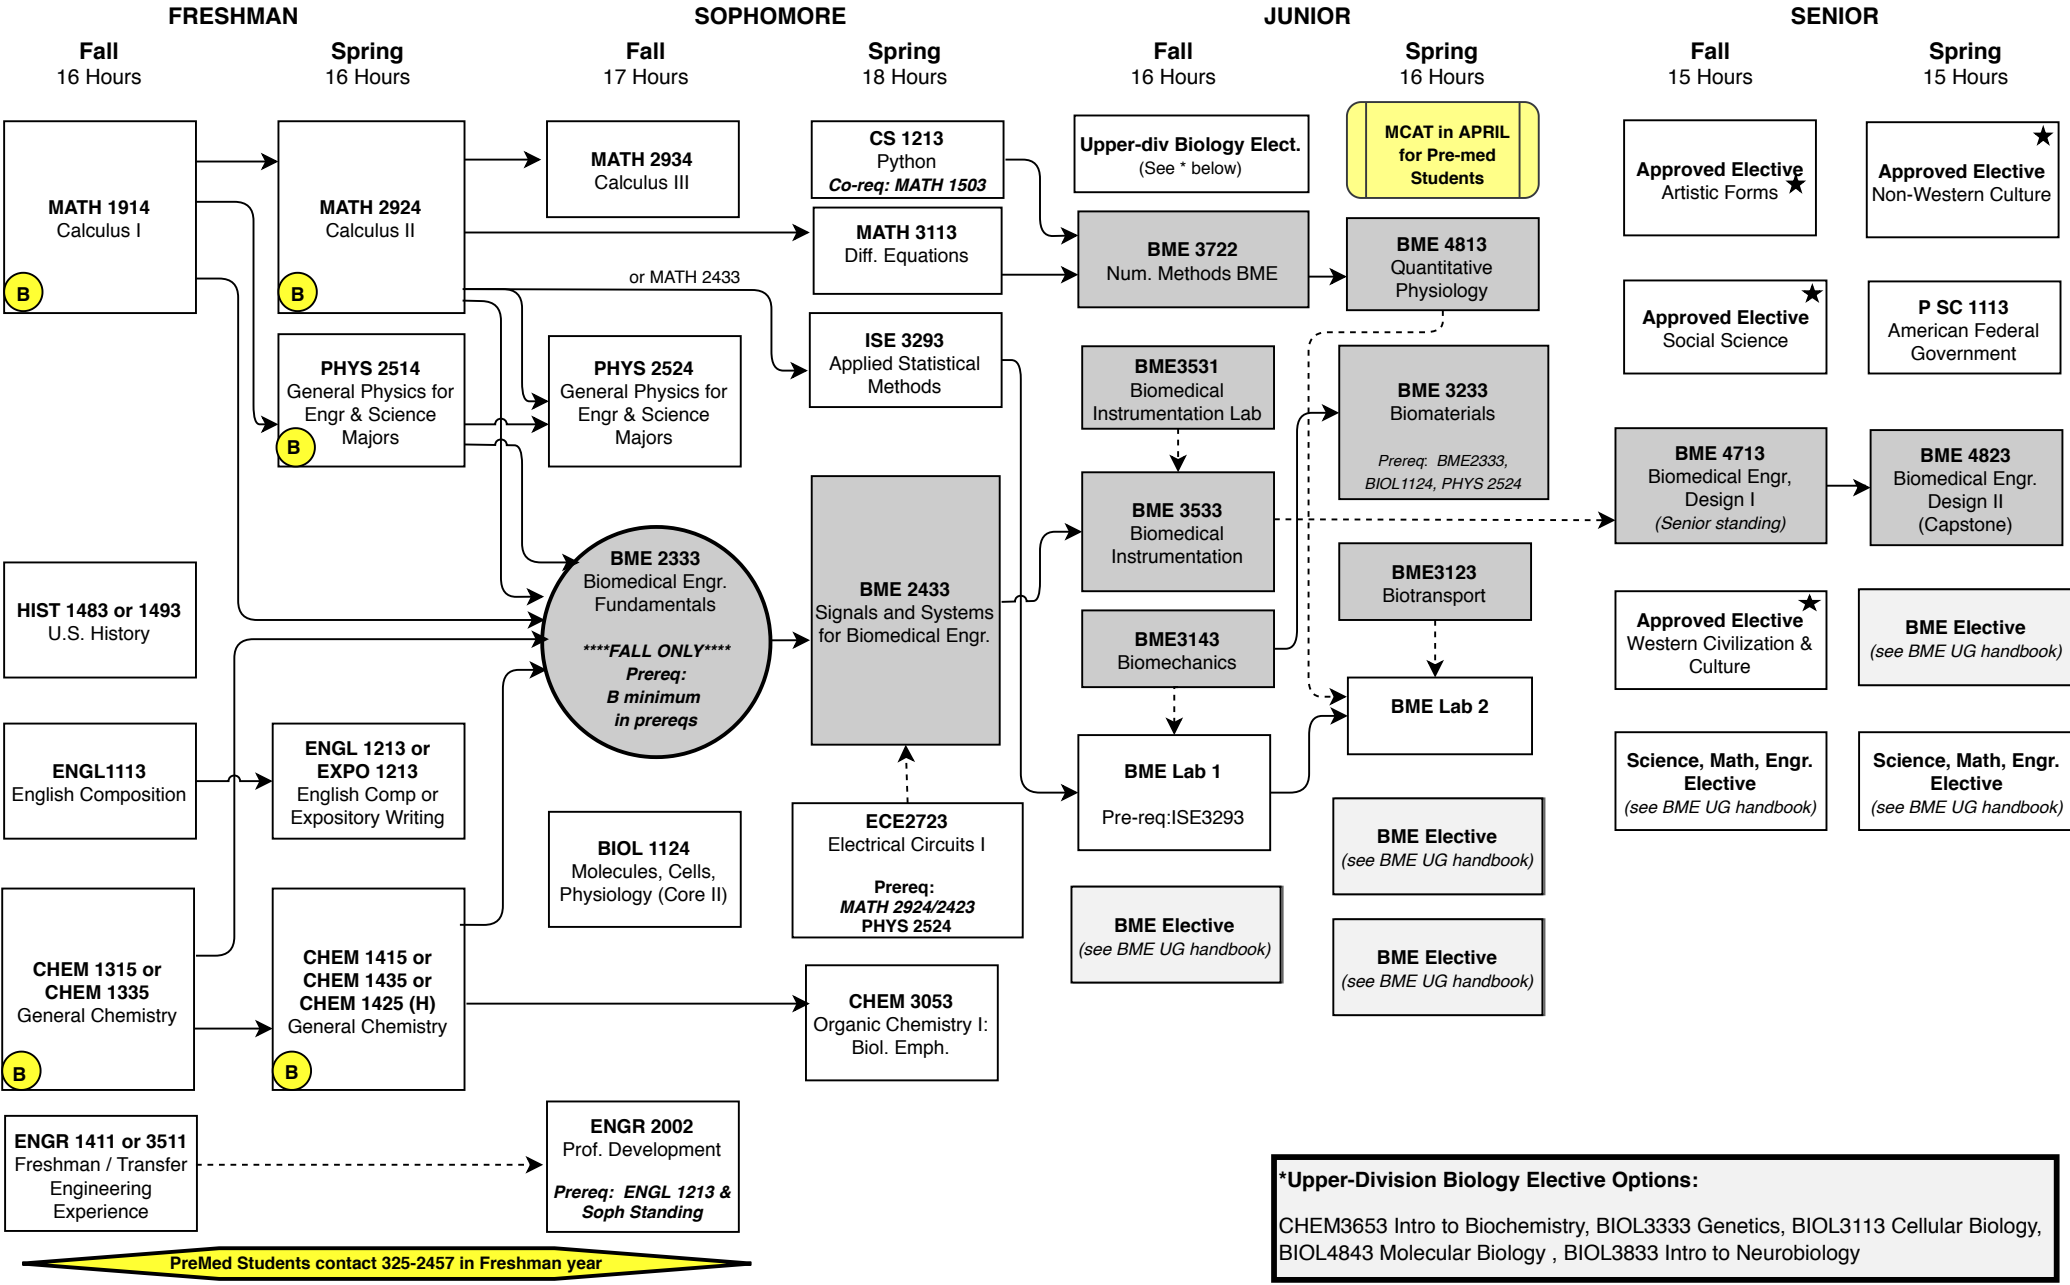 FRESHMAN
SOPHOMORE
JUNIOR
SENIOR
Fall
16 Hours
Spring
16 Hours
Fall
17 Hours
Spring
18 Hours
Fall
16 Hours
Spring
16 Hours
Fall
15 Hours
Spring
15 Hours
MATH 1914
Calculus I
B
HIST 1483 or 1493
U.S. History
ENGL1113
English Composition
CHEM 1315 or
CHEM 1335
General Chemistry
B
ENGR 1411 or 3511
Freshman / Transfer
Engineering
Experience
MATH 2924
Calculus II
B
PHYS 2514
General Physics for
Engr & Science
Majors
B
ENGL 1213 or
EXPO 1213
English Comp or
Expository Writing
CHEM 1415 or
CHEM 1435 or
CHEM 1425 (H)
General Chemistry
B
MATH 2934
Calculus III
or MATH 2433
PHYS 2524
General Physics for
Engr & Science
Majors
BME 2333
Biomedical Engr.
Fundamentals
****FALL ONLY****
Prereq:
B minimum
in prereqs
BIOL 1124
Molecules, Cells,
Physiology (Core II)
ENGR 2002
Prof. Development
Prereq: ENGL 1213 &
Soph Standing
CS 1213
Python
Co-req: MATH 1503
MATH 3113
Diff. Equations
ISE 3293
Applied Statistical
Methods
BME 2433
Signals and Systems
for Biomedical Engr.
ECE2723
Electrical Circuits I
Prereq:
MATH 2924/2423
PHYS 2524
CHEM 3053
Organic Chemistry I:
Biol. Emph.
Upper-div Biology Elect.
(See * below)
BME 3722
Num. Methods BME
BME3531
Biomedical
Instrumentation Lab
BME 3533
Biomedical
Instrumentation
BME3143
Biomechanics
BME Lab 1
Pre-req:ISE3293
BME Elective
(see BME UG handbook)
MCAT in APRIL
for Pre-med
Students
BME 4813
Quantitative
Physiology
BME 3233
Biomaterials
Prereq: BME2333,
BIOL1124, PHYS 2524
BME3123
Biotransport
BME Lab 2
BME Elective
(see BME UG handbook)
BME Elective
(see BME UG handbook)
Approved Elective
Artistic Forms
Approved Elective
Social Science
BME 4713
Biomedical Engr,
Design I
(Senior standing)
Approved Elective
Western Civilization &
Culture
Science, Math, Engr.
Elective
(see BME UG handbook)
Approved Elective
Non-Western Culture
P SC 1113
American Federal
Government
BME 4823
Biomedical Engr.
Design II
(Capstone)
BME Elective
(see BME UG handbook)
Science, Math, Engr.
Elective
(see BME UG handbook)
PreMed Students contact 325-2457 in Freshman year
*Upper-Division Biology Elective Options:
CHEM3653 Intro to Biochemistry, BIOL3333 Genetics, BIOL3113 Cellular Biology,
BIOL4843 Molecular Biology , BIOL3833 Intro to Neurobiology